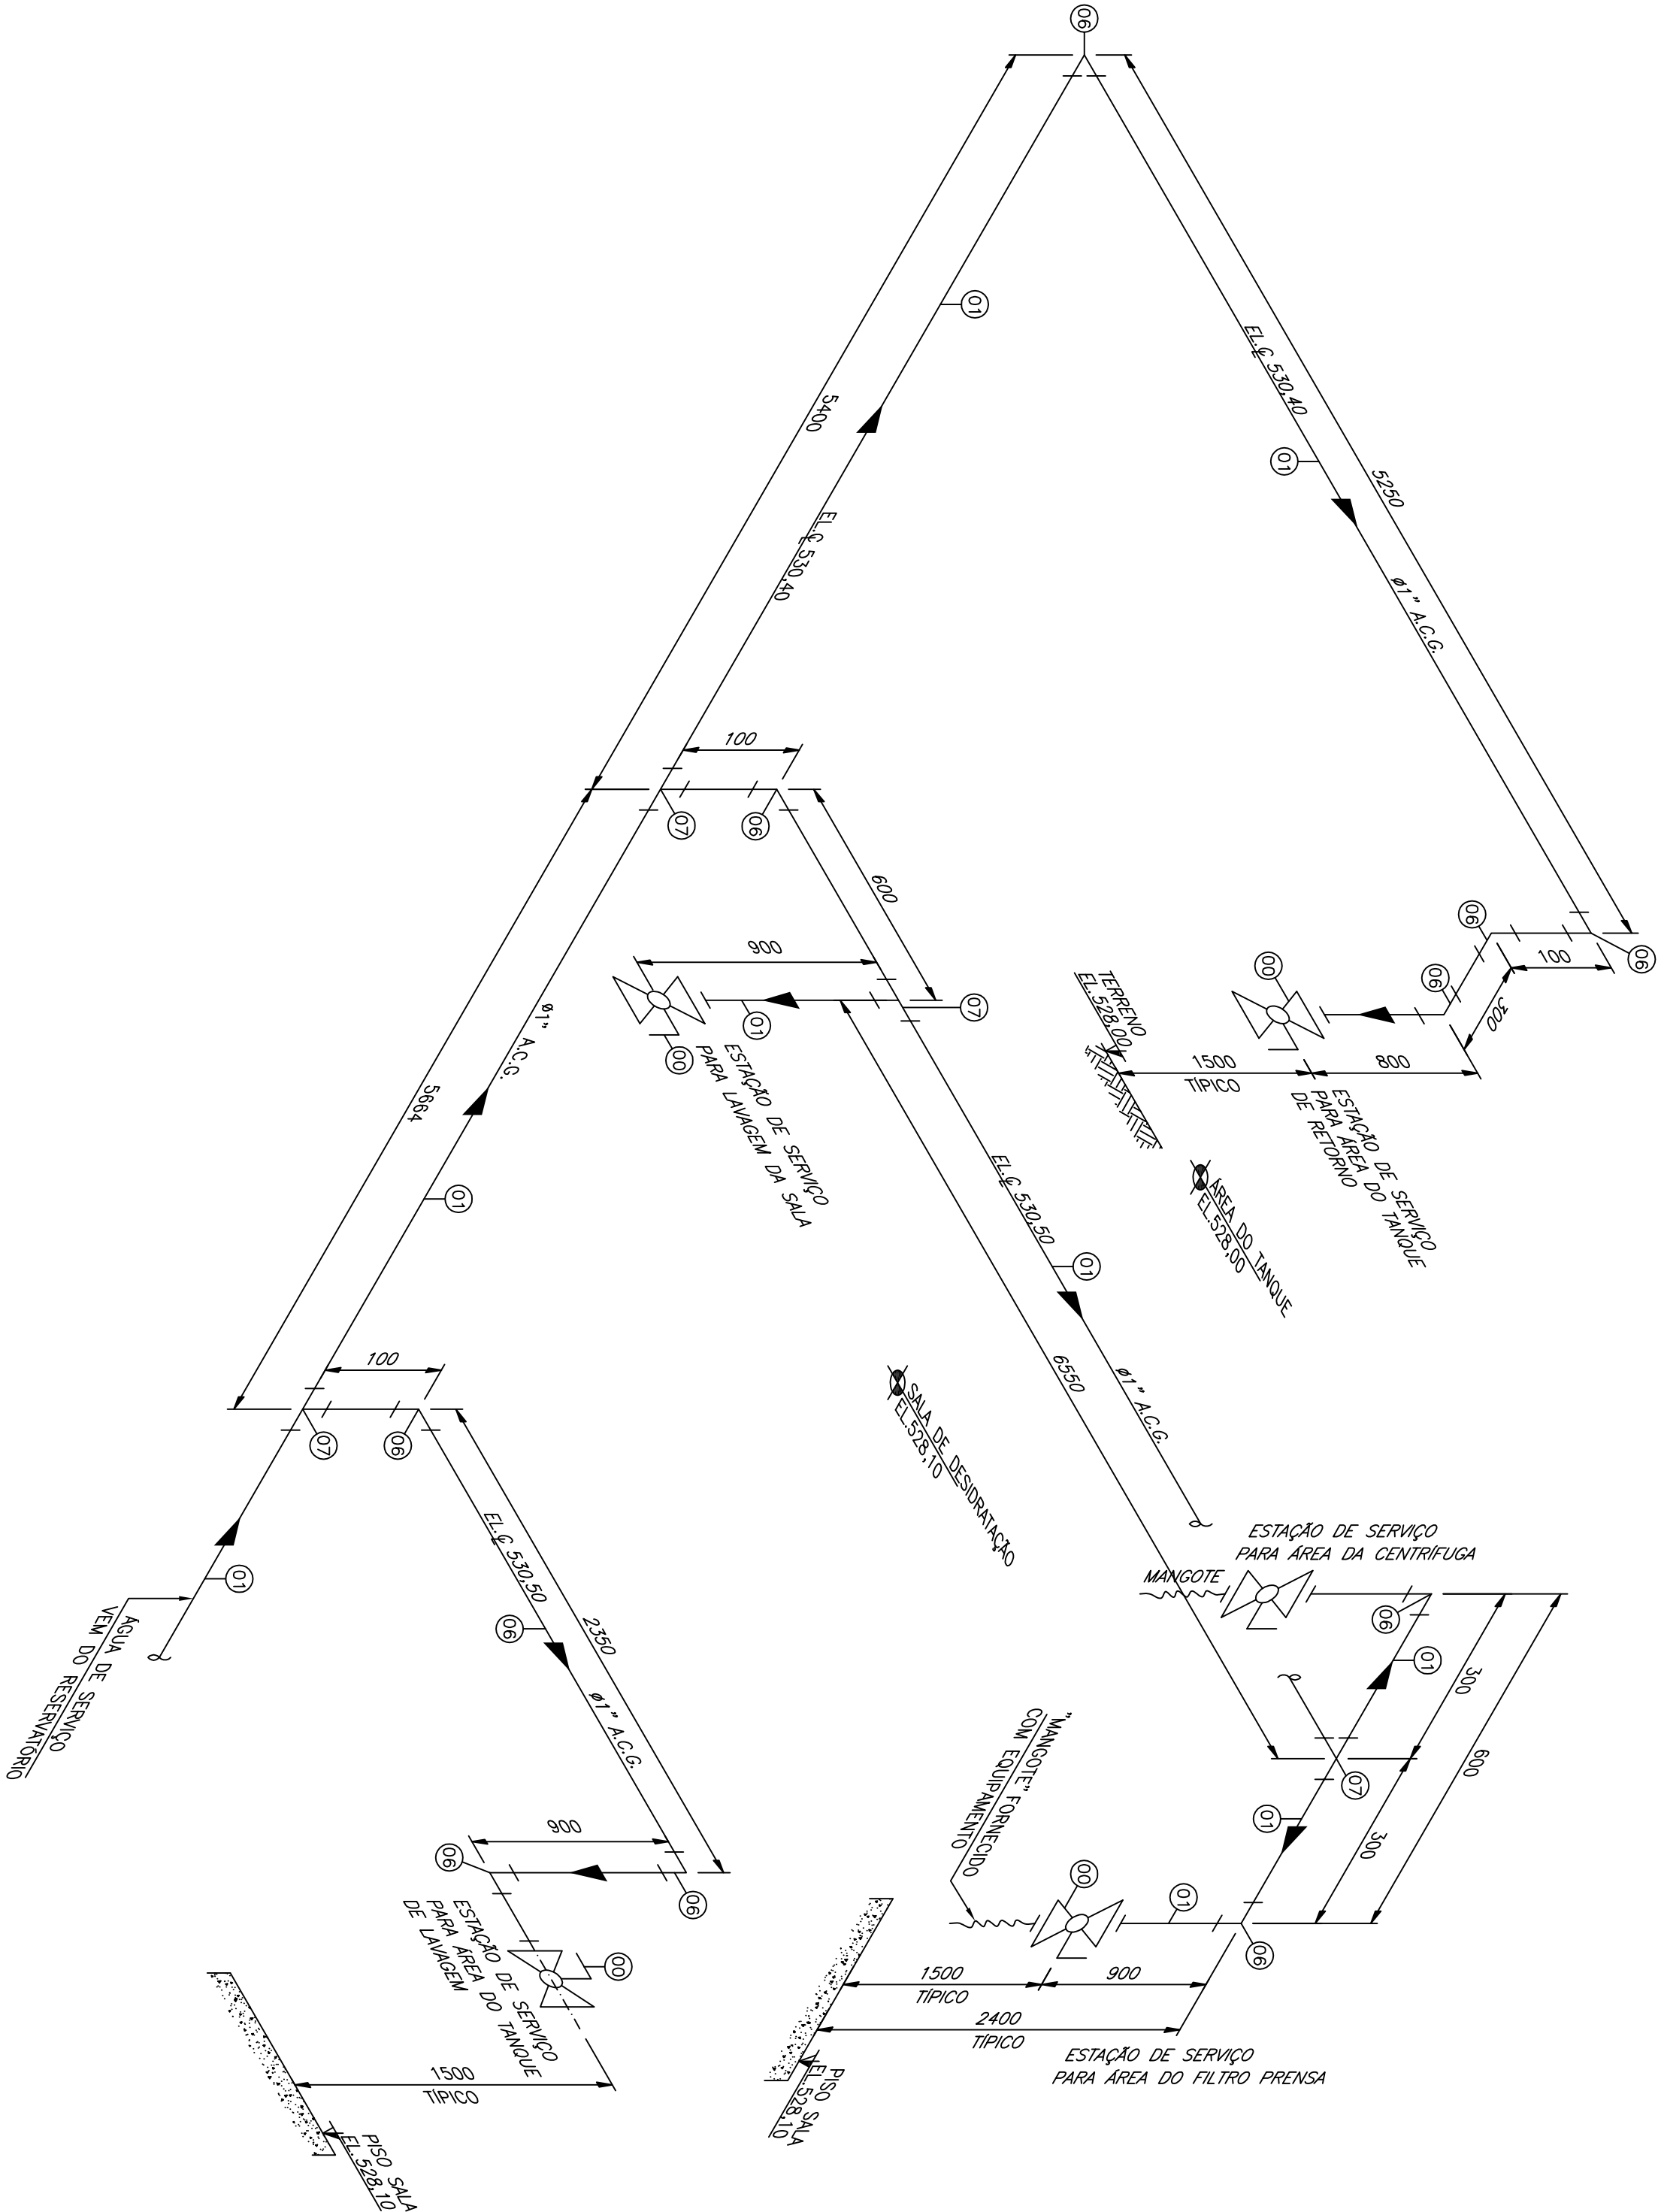 06
01
5400
EL.℄ 530,40
EL.℄ 530,40
01
5250
ø1" A.C.G.
06
06
06
100
300
00
800
1500
TÍPICO
TERRENO
EL.528,00
ESTAÇÃO DE SERVIÇO
PARA ÁREA DO TANQUE
DE RETORNO
ÁREA DO TANQUE
EL.528,00
100
07
06
600
900
07
01
00
ESTAÇÃO DE SERVIÇO
PARA LAVAGEM DA SALA
EL.℄ 530,50
01
6550
ø1" A.C.G.
SALA DE DESIDRATAÇÃO
EL.528,10
5664
ø1" A.C.G.
01
100
07
06
01
ÁGUA DE SERVIÇO
VEM DO RESERVATÓRIO
EL.℄ 530,50
06
2350
ø1" A.C.G.
900
06
06
00
ESTAÇÃO DE SERVIÇO
PARA ÁREA DO TANQUE
DE LAVAGEM
1500
TÍPICO
PISO SALA
EL.528,10
ESTAÇÃO DE SERVIÇO
PARA ÁREA DA CENTRÍFUGA
MANGOTE
06
01
300
600
07
01
300
"MANGOTE" FORNECIDO
COM EQUIPAMENTO
00
01
06
1500
TÍPICO
900
2400
TÍPICO
ESTAÇÃO DE SERVIÇO
PARA ÁREA DO FILTRO PRENSA
PISO SALA
EL.528,10